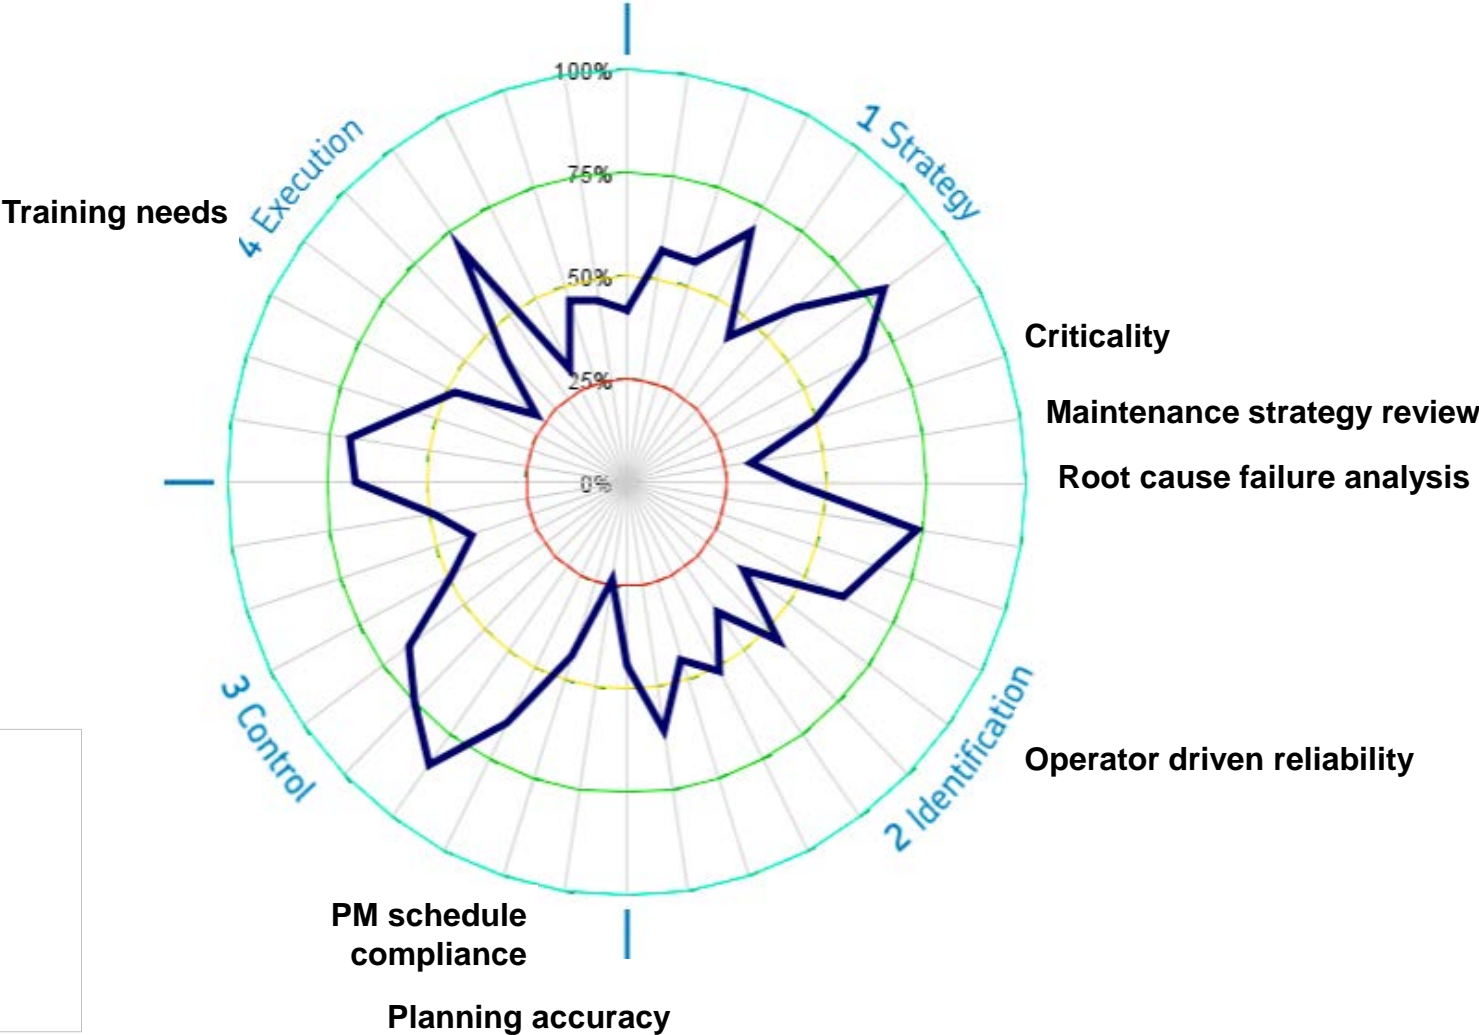 100%
1 Strategy
4 Execution
75%
Training needs
50%
Criticality
25%
Maintenance strategy review
Root cause failure analysis
0%
3 Control
2 Identification
Operator driven reliability
PM schedule
compliance
Planning accuracy